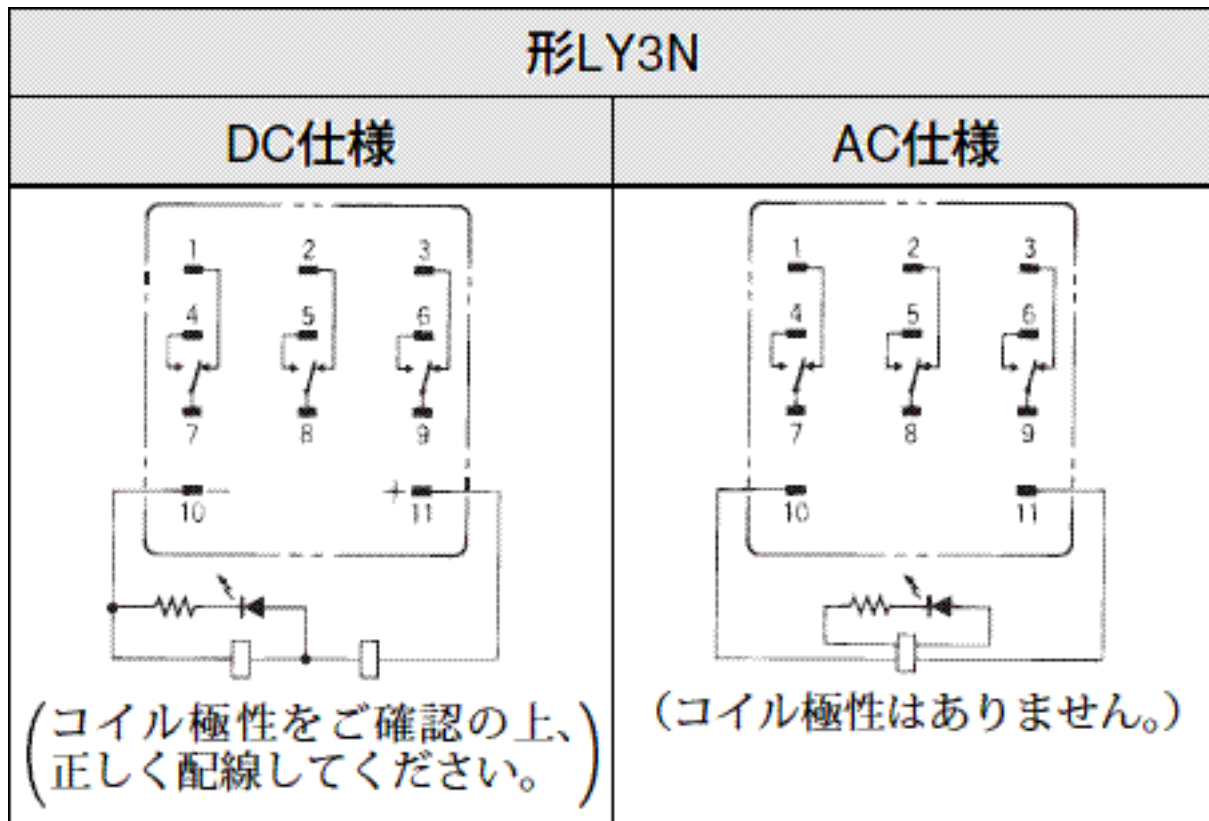 形LY3N
DC仕様
AC仕様
1 2 3
4 5 6
7 8 9
10 + 11
(コイル極性をご確認の上、
正しく配線してください。)
1 2 3
4 5 6
7 8 9
10 11
(コイル極性はありません。)